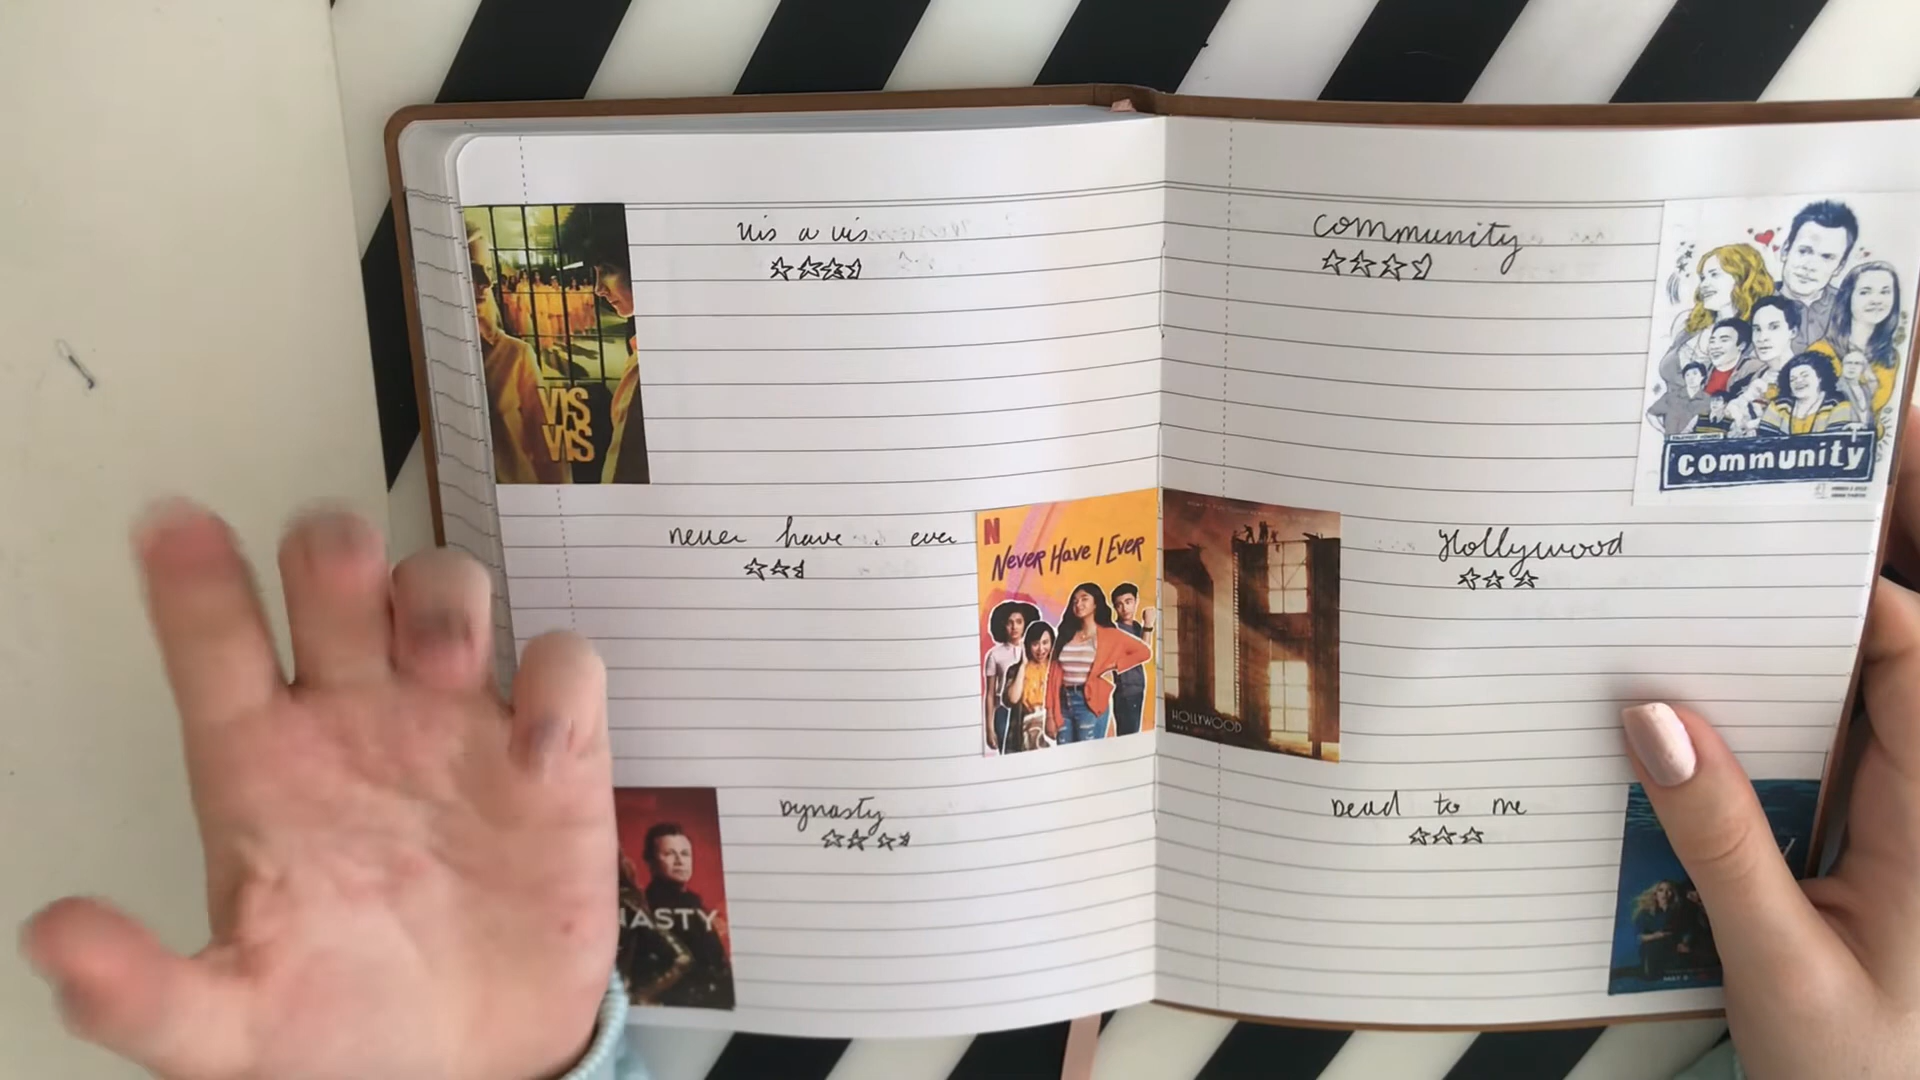 vis a vis
VIS
VIS
never have i ever
N
Never Have I Ever
Dynasty
NASTY
community
community
Hollywood
HOLLYWOOD
Dead to me